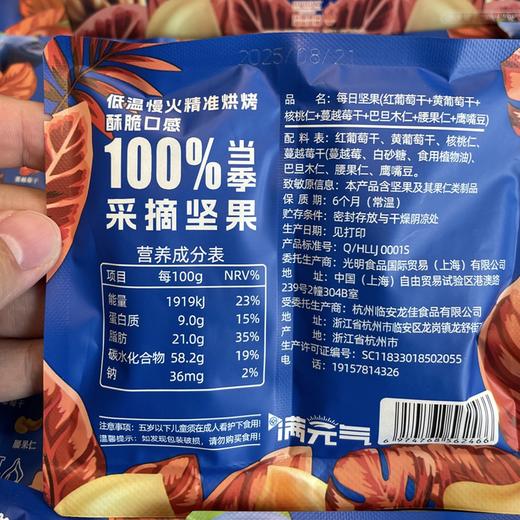 2025/08/21
低温慢火精准烘烤
酥脆口感
100%当季
采摘坚果
营养成分表
项目 每100g NRV%
能量 1919kJ 23%
蛋白质 9.0g 15%
脂肪 21.0g 35%
碳水化合物 58.2g 19%
钠 36mg 2%
注意事项：五岁以下儿童须在成人看护下食用!
温馨提示：如发现包装破损，请勿购买食用!
品名：每日坚果(红葡萄干+黄葡萄干+
核桃仁+蔓越莓干+巴旦木仁+腰果仁+鹰嘴豆)
配料表：红葡萄干、黄葡萄干、核桃仁、
蔓越莓干(蔓越莓、白砂糖、食用植物油)、
巴旦木仁、腰果仁、鹰嘴豆。
致敏原信息：本产品含坚果及其果仁类制品
保质期：6个月（常温）
贮存条件：密封存放与干燥阴凉处
生产日期：见打印
产品标准号：Q/HLLJ 0001S
委托生产商：光明食品国际贸易（上海）有限公司
地址：中国（上海）自由贸易试验区港澳路
239号2幢304B室
受委托生产商：杭州临安龙佳食品有限公司
地址：浙江省杭州市临安区龙岗镇龙舒街
产地：浙江省杭州市
生产许可证编号：SC11833018502055
电话：19157814326
满元气
6974768562466
腰果仁